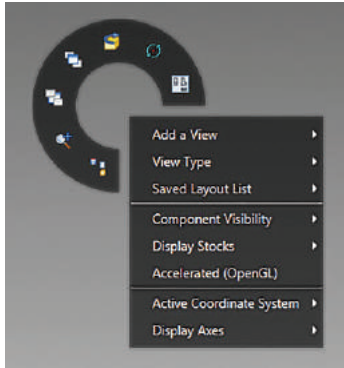 Add a View
View Type
Saved Layout List
Component Visibility
Display Stocks
Accelerated (OpenGL)
Active Coordinate System
Display Axes